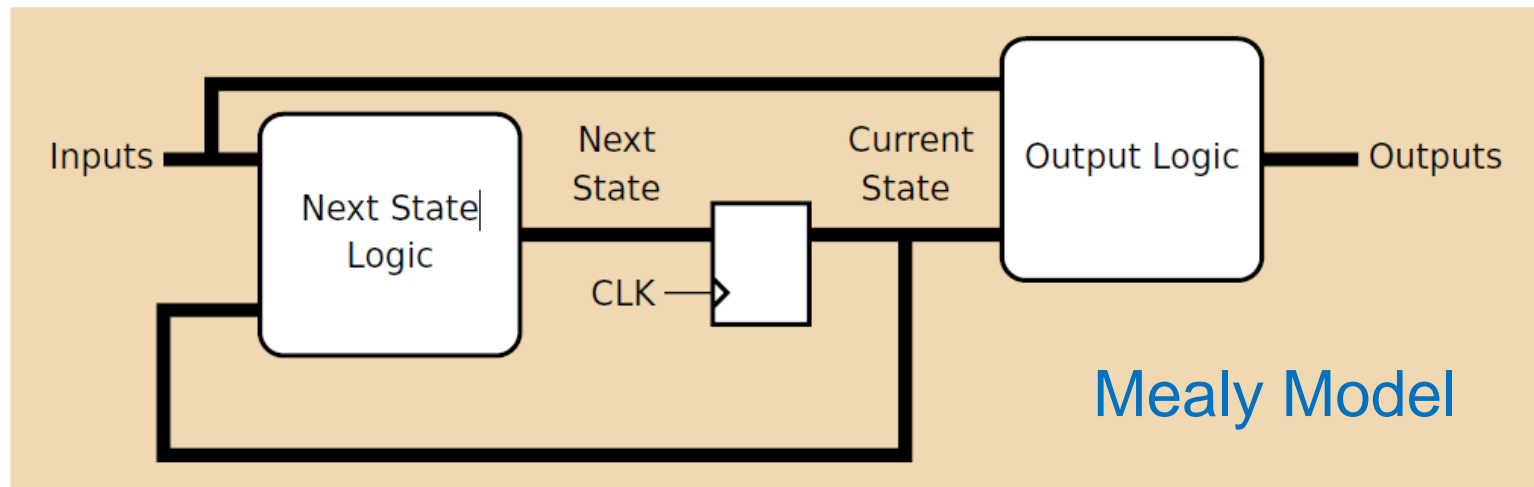 Inputs
Next State
Logic
Next
State
CLK
Current
State
Output Logic
Outputs
Mealy Model